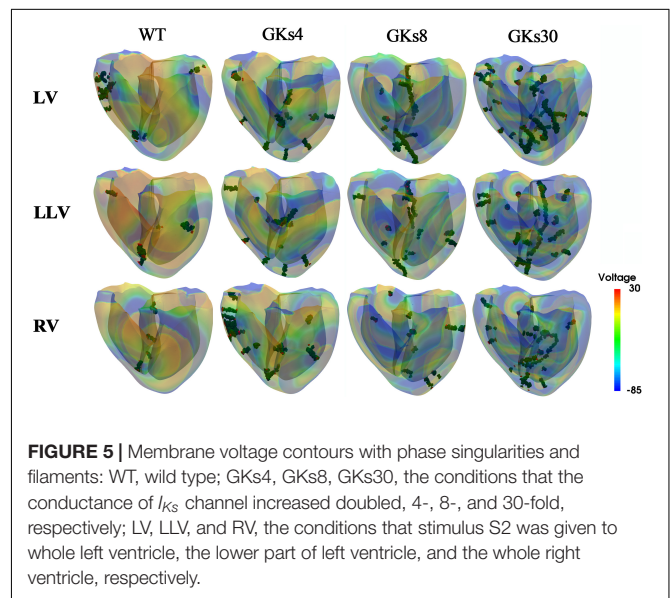 WT GKs4 GKs8 GKs30
LV
LLV
RV
Voltage
30
-85
FIGURE 5 | Membrane voltage contours with phase singularities and
filaments: WT, wild type; GKs4, GKs8, GKs30, the conditions that the
conductance of IKs channel increased doubled, 4-, 8-, and 30-fold,
respectively; LV, LLV, and RV, the conditions that stimulus S2 was given to
whole left ventricle, the lower part of left ventricle, and the whole right
ventricle, respectively.